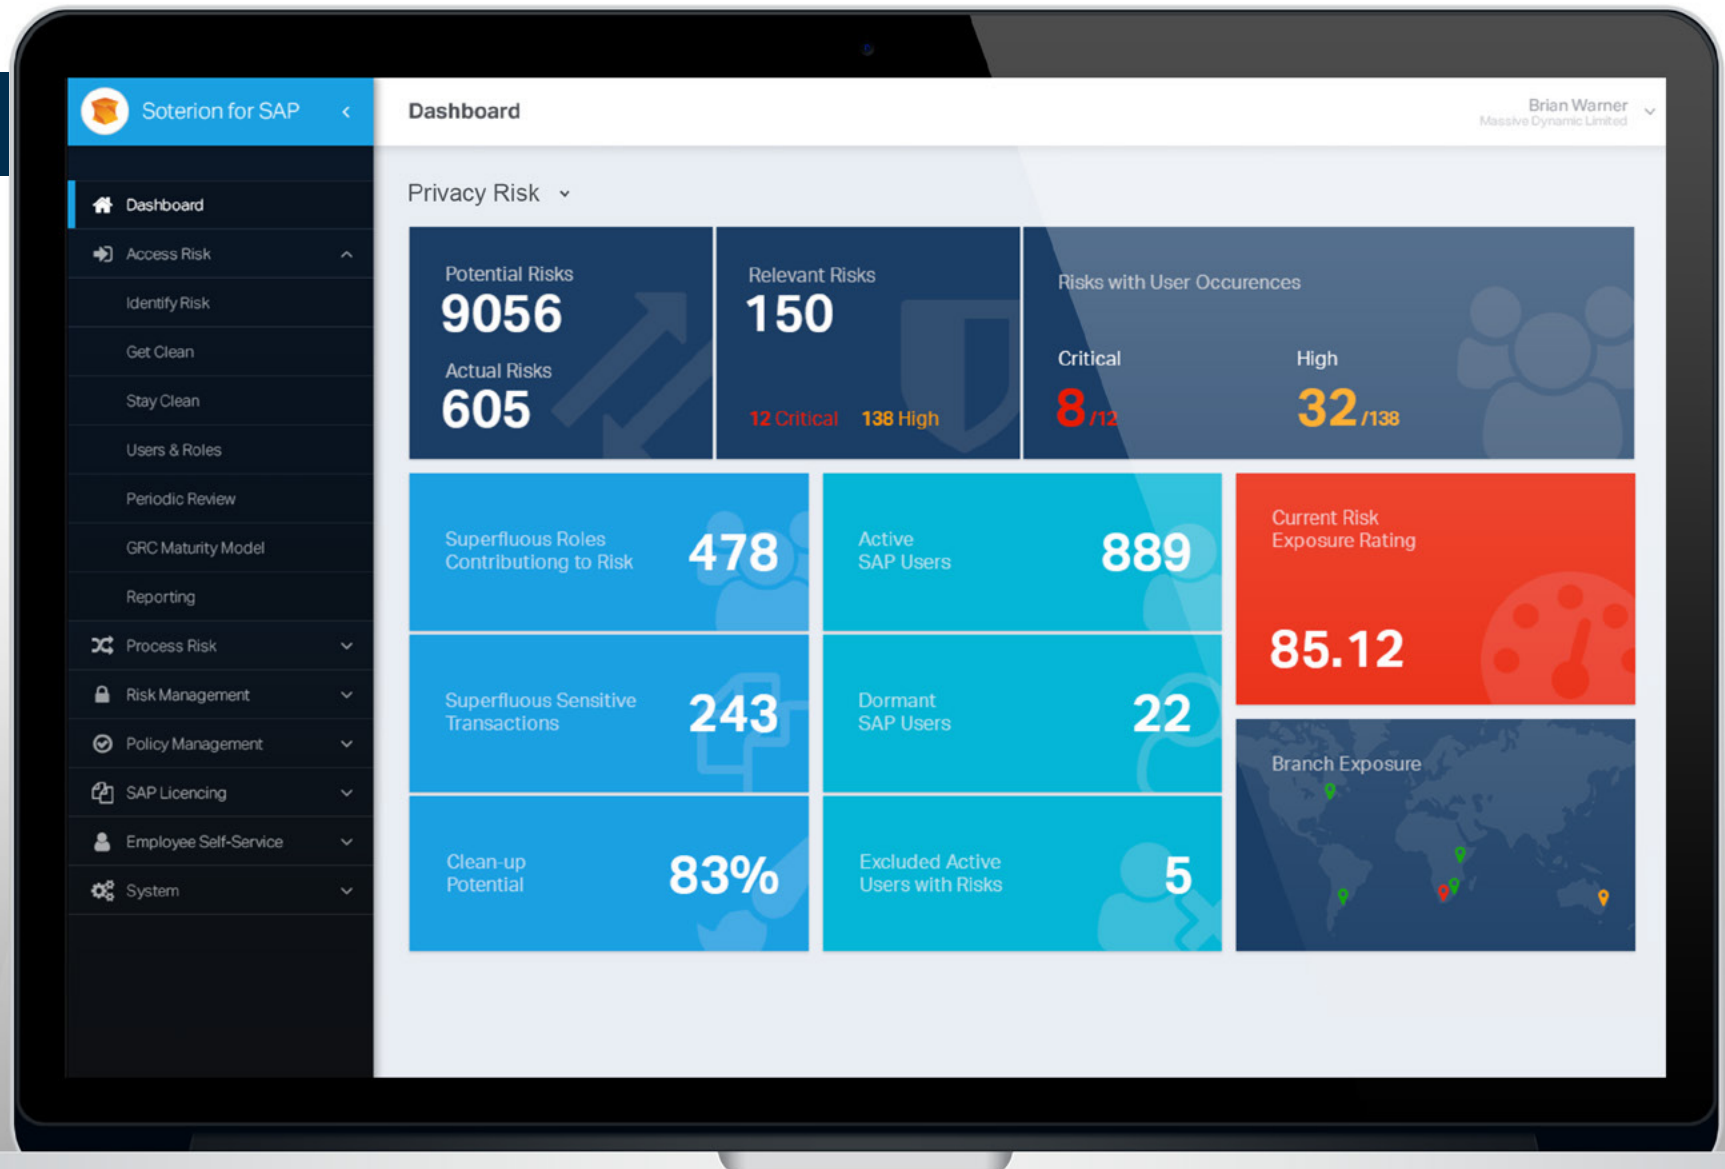 Soterion for SAP
Dashboard
Brian Warner
Massive Dynamic Limited
Dashboard
Access Risk
Identify Risk
Get Clean
Stay Clean
Users & Roles
Periodic Review
GRC Maturity Model
Reporting
Process Risk
Risk Management
Policy Management
SAP Licencing
Employee Self-Service
System
Privacy Risk
Potential Risks
9056
Actual Risks
605
Relevant Risks
150
12 Critical 138 High
Risks with User Occurences
Critical High
8/12 32/138
Superfluous Roles
Contributiong to Risk
478
Active
SAP Users
889
Current Risk
Exposure Rating
85.12
Superfluous Sensitive
Transactions
243
Dormant
SAP Users
22
Branch Exposure
Clean-up
Potential
83%
Excluded Active
Users with Risks
5